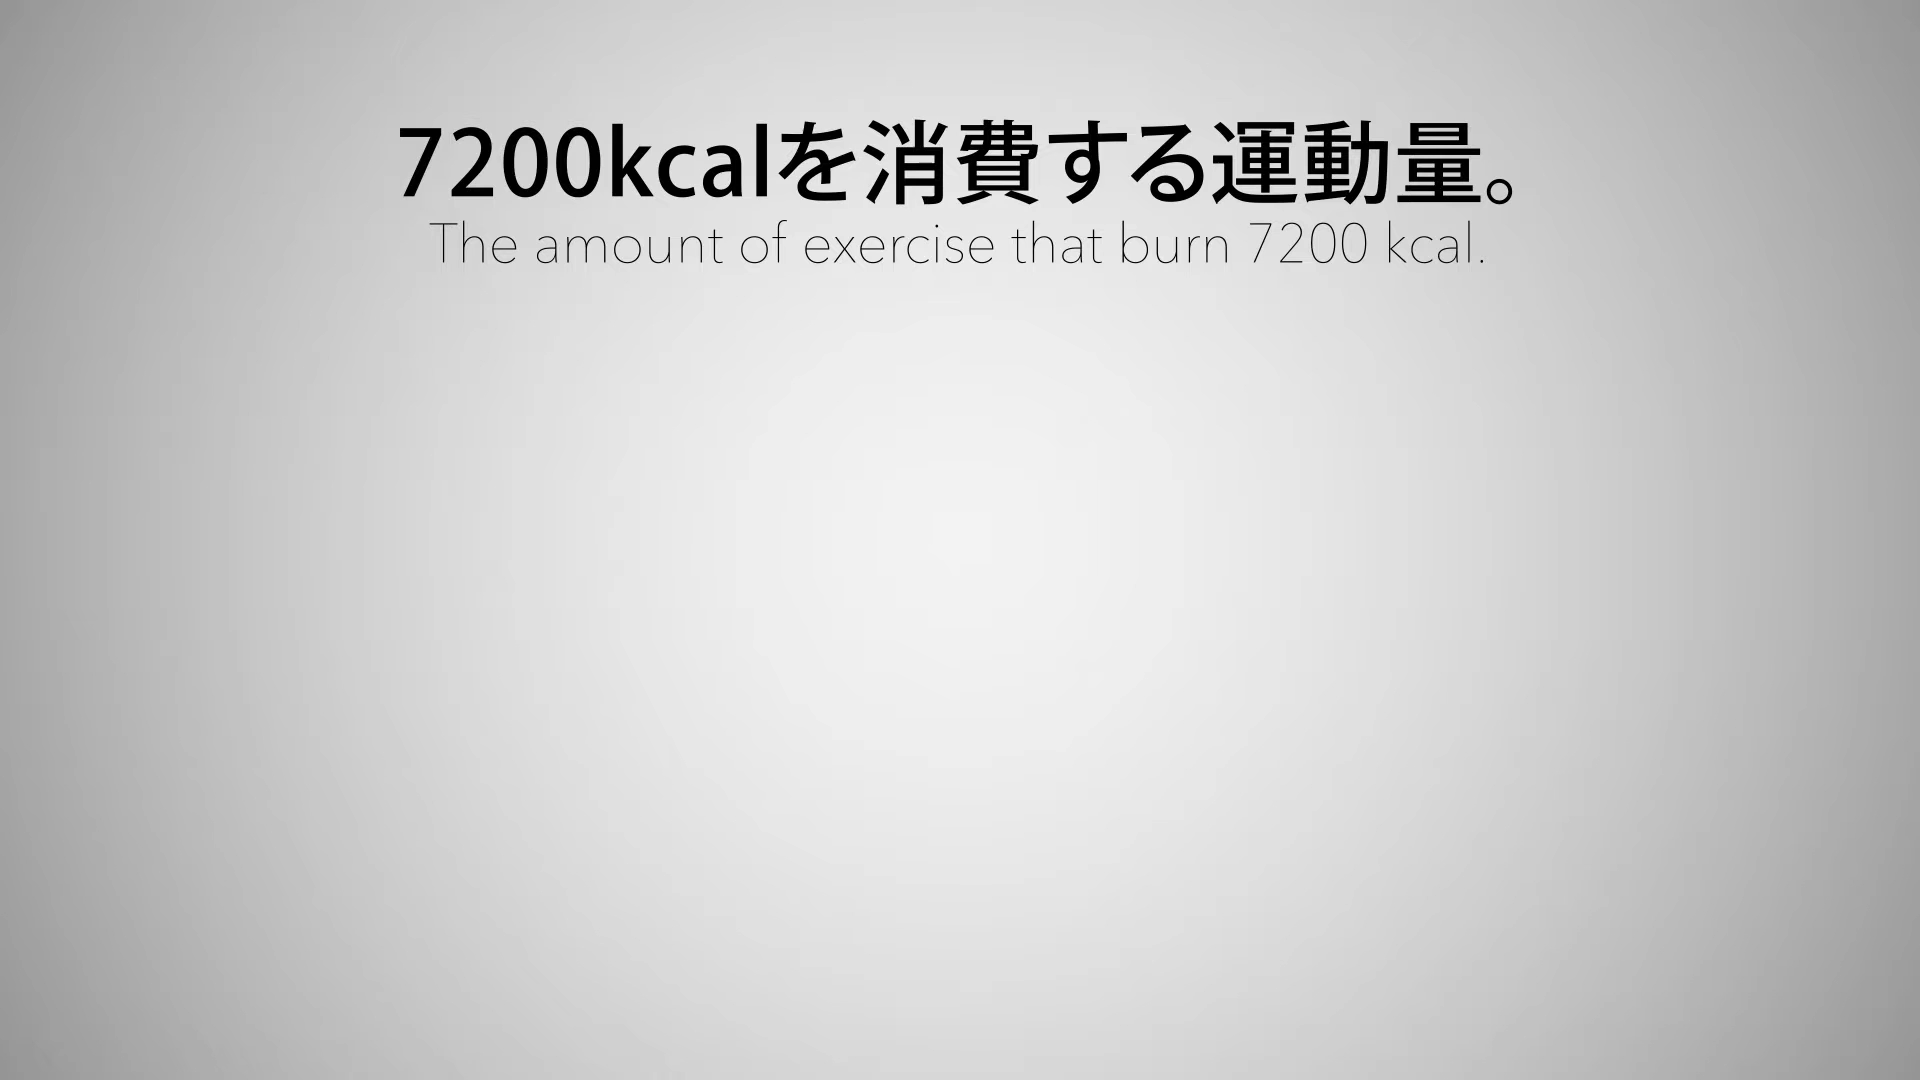 7200kcalを消費する運動量。
The amount of exercise that burn 7200 kcal.